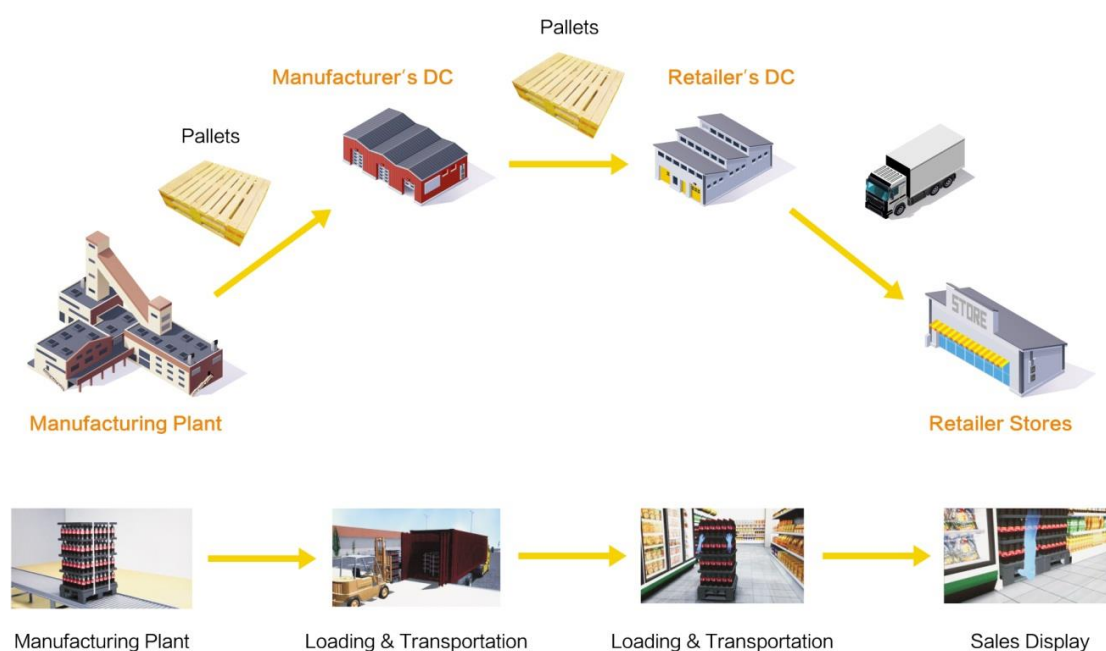 Pallets
Manufacturer's DC
Retailer's DC
Pallets
STORE
Manufacturing Plant
Retailer Stores
Manufacturing Plant
Loading & Transportation
Loading & Transportation
Sales Display